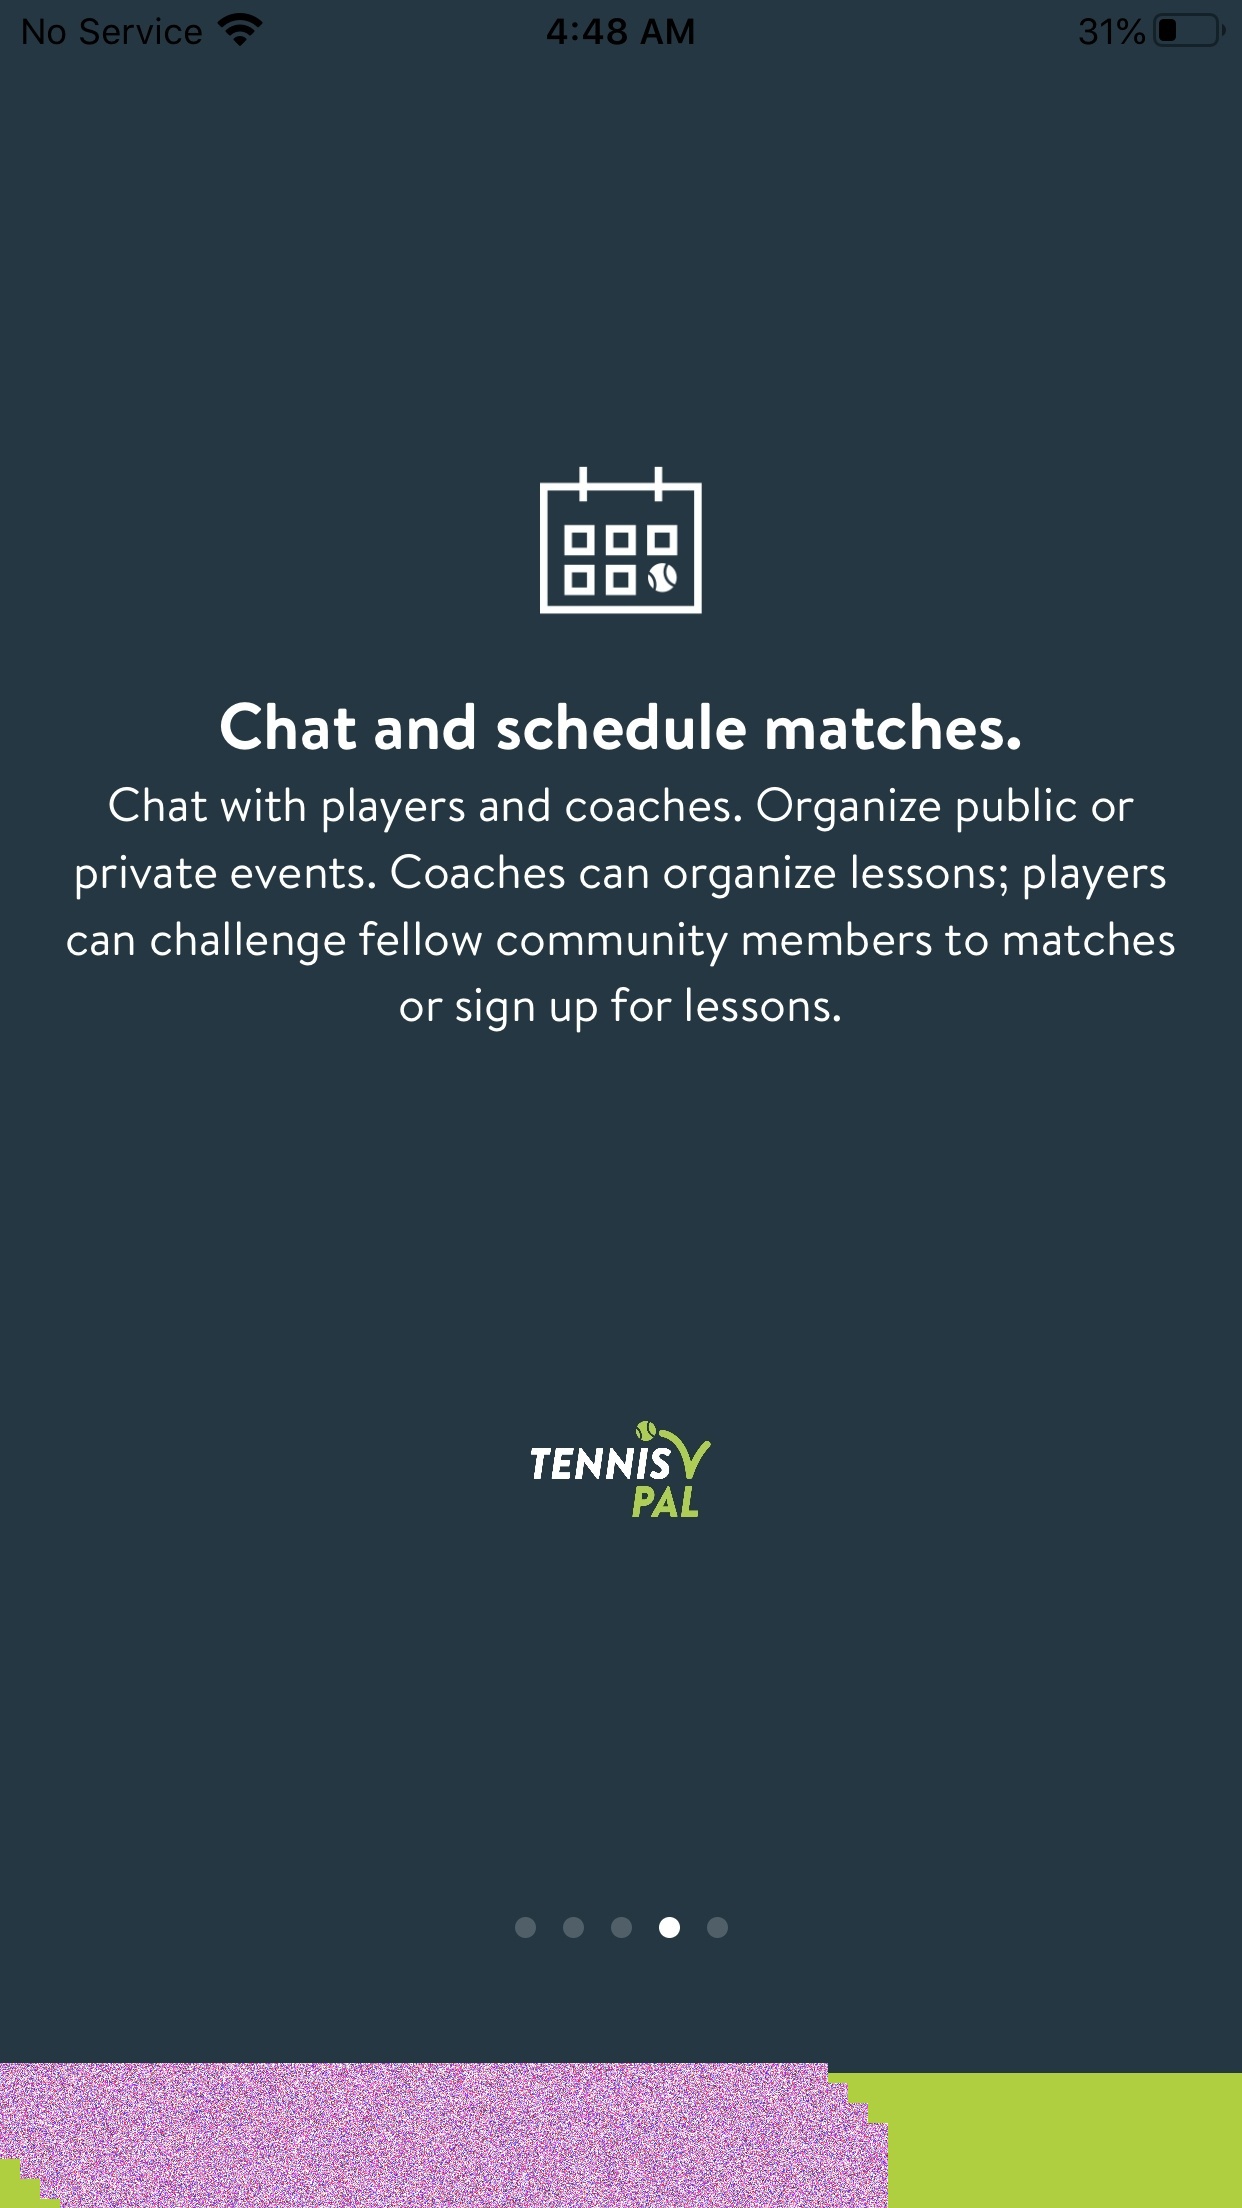 No Service 4:48 AM 31%
Chat and schedule matches.
Chat with players and coaches. Organize public or
private events. Coaches can organize lessons; players
can challenge fellow community members to matches
or sign up for lessons.
TENNIS
PAL